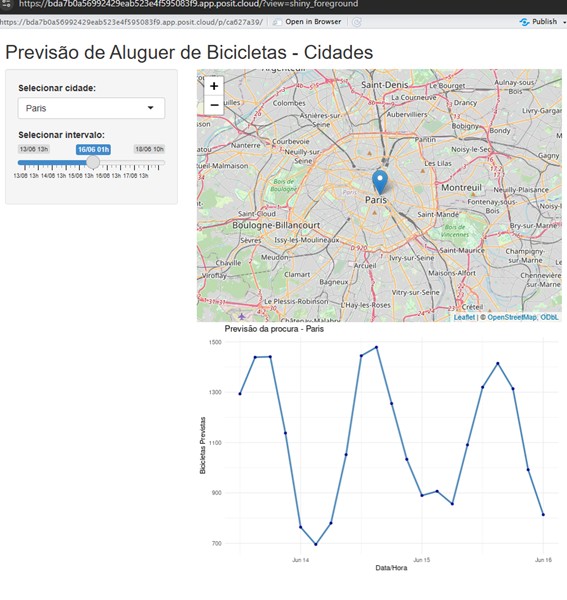 https://bda7b0a56992429eab523e4f595083f9.app.posit.cloud/?view=shiny_foreground
https://bda7b0a56992429eab523e4f595083f9.app.posit.cloud/p/ca627a39/ Open in Browser Publish
Previsão de Aluguer de Bicicletas - Cidades
Selecionar cidade:
Paris
Selecionar intervalo:
13/06 13h 16/06 01h 18/06 10h
13/06 13h 14/06 13h 15/06 13h 16/06 13h 17/06 13h
+
−
Saint-Denis
Le Bourget
Aulnay-sous-
Bois
Colombes
La Courneuve
Drancy
Livry-Gargan
Asnières-sur-
Seine
Aubervilliers
Bobigny
Bondy
Nanterre
Courbevoie
Pantin
Noisy-le-Sec
Neuilly-sur-
Seine
Rueil-Malmaison
Les Lilas
Bois de
Boulogne
Paris
Paris
Montreuil
Neuilly-Plaisance
Saint-Cloud
Saint-Mandé
Fontenay-sous-
Bois
Boulogne-Billancourt
Bois de
Vincennes
Bry-sur-Marne
Sèvres
Issy-les-Moulineaux
D 920
Ivry-sur-Seine
Champigny-
sur-Marne
Chaville
Arcueil
Maisons-Alfort
Viroflay
Clamart
Chennevières-
sur-Marne
Bagneux
Vitry-sur-Seine
Le Plessis-Robinson
L'Haÿ-les-Roses
Créteil
Châtenay-Malabry
Leaflet | © OpenStreetMap, ODbL
Previsão da procura - Paris
1500
1300
1100
900
700
Bicicletas Previstas
Jun 14 Jun 15 Jun 16
Data/Hora